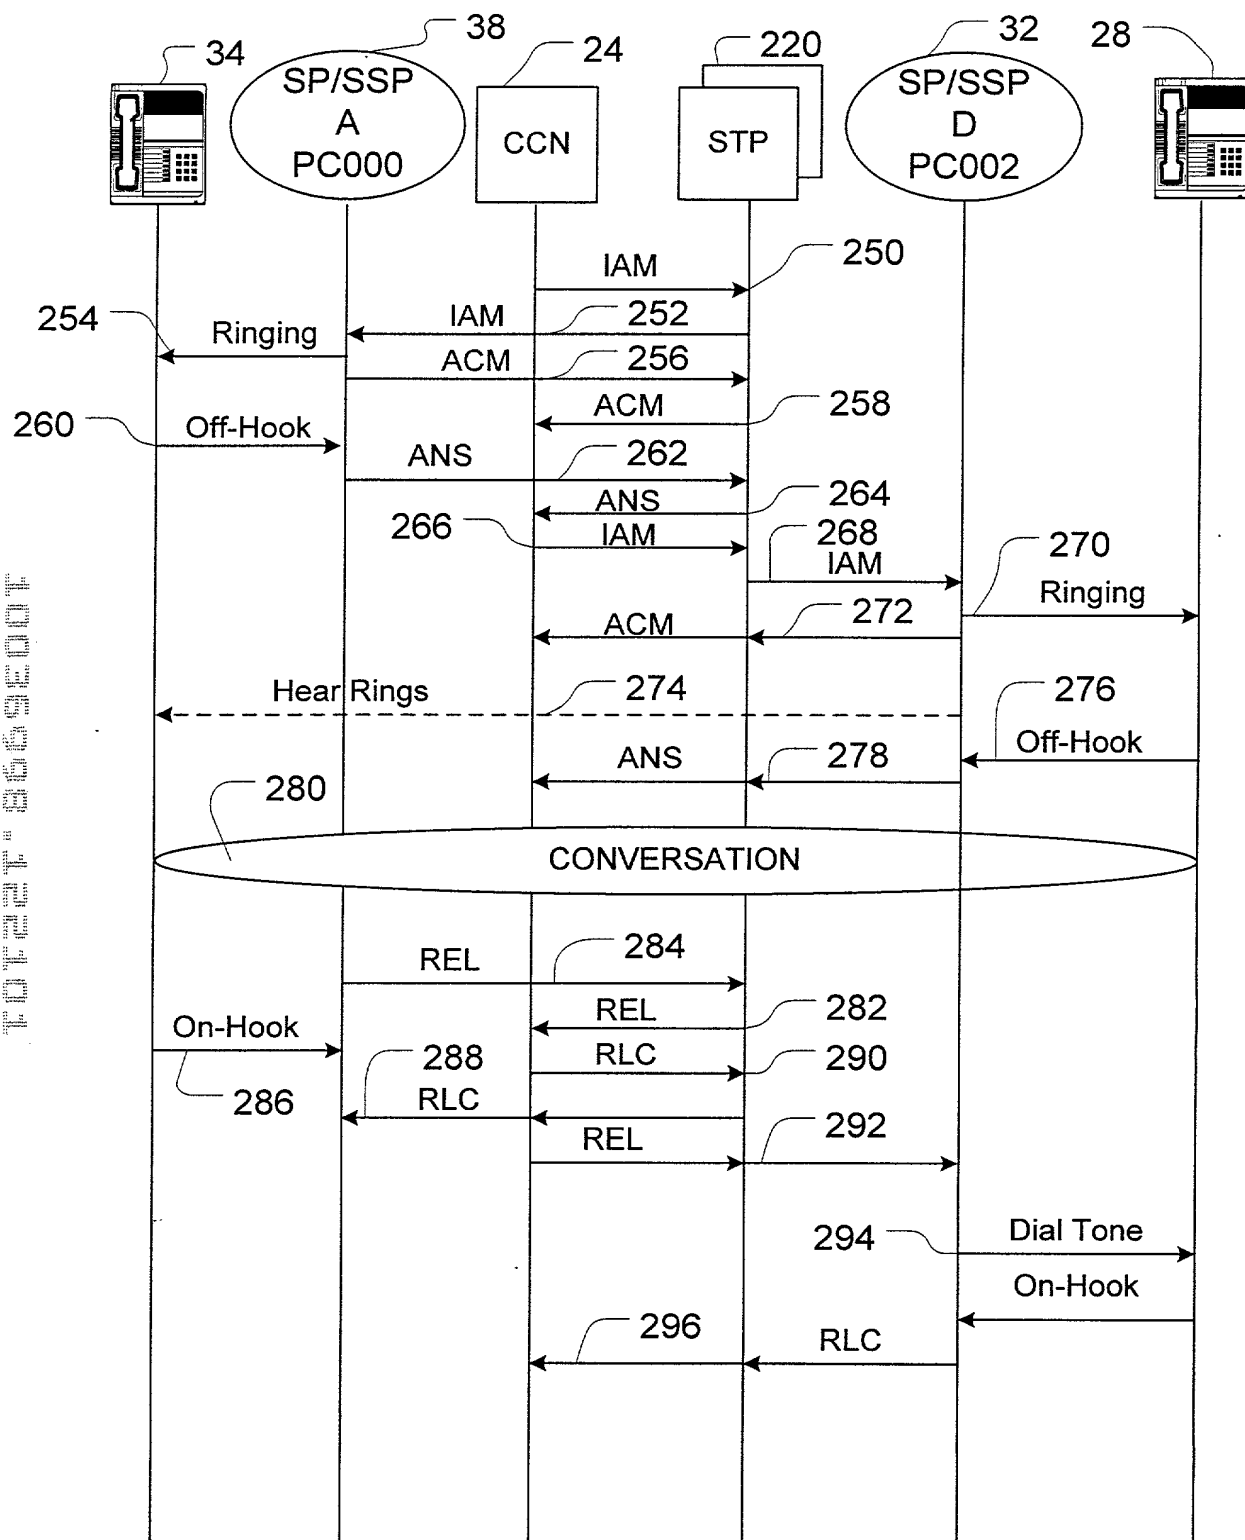 34
38
24
220
32
28
SP/SSP
A
PC000
CCN
STP
SP/SSP
D
PC002
IAM
250
254
Ringing
IAM
252
ACM
256
ACM
258
260
Off-Hook
ANS
262
ANS
264
266
IAM
268
IAM
270
Ringing
ACM
272
Hear Rings
274
276
Off-Hook
ANS
278
280
CONVERSATION
REL
284
REL
282
On-Hook
286
288
RLC
290
RLC
REL
292
294
Dial Tone
On-Hook
296
RLC